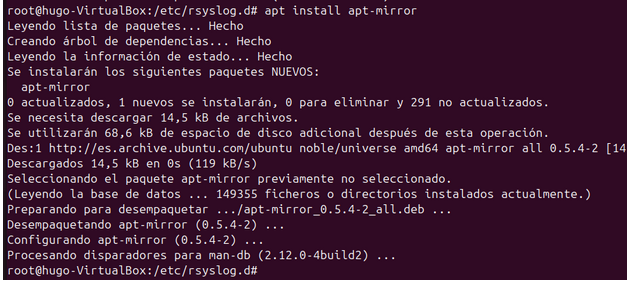 root@hugo-VirtualBox:/etc/rsyslog.d# apt install apt-mirror
Leyendo lista de paquetes... Hecho
Creando árbol de dependencias... Hecho
Leyendo la información de estado... Hecho
Se instalarán los siguientes paquetes NUEVOS:
  apt-mirror
0 actualizados, 1 nuevos se instalarán, 0 para eliminar y 291 no actualizados.
Se necesita descargar 14,5 kB de archivos.
Se utilizarán 68,6 kB de espacio de disco adicional después de esta operación.
Des:1 http://es.archive.ubuntu.com/ubuntu noble/universe amd64 apt-mirror all 0.5.4-2 [14
Descargados 14,5 kB en 0s (119 kB/s)
Seleccionando el paquete apt-mirror previamente no seleccionado.
(Leyendo la base de datos ... 149355 ficheros o directorios instalados actualmente.)
Preparando para desempaquetar .../apt-mirror_0.5.4-2_all.deb ...
Desempaquetando apt-mirror (0.5.4-2) ...
Configurando apt-mirror (0.5.4-2) ...
Procesando disparadores para man-db (2.12.0-4build2) ...
root@hugo-VirtualBox:/etc/rsyslog.d#